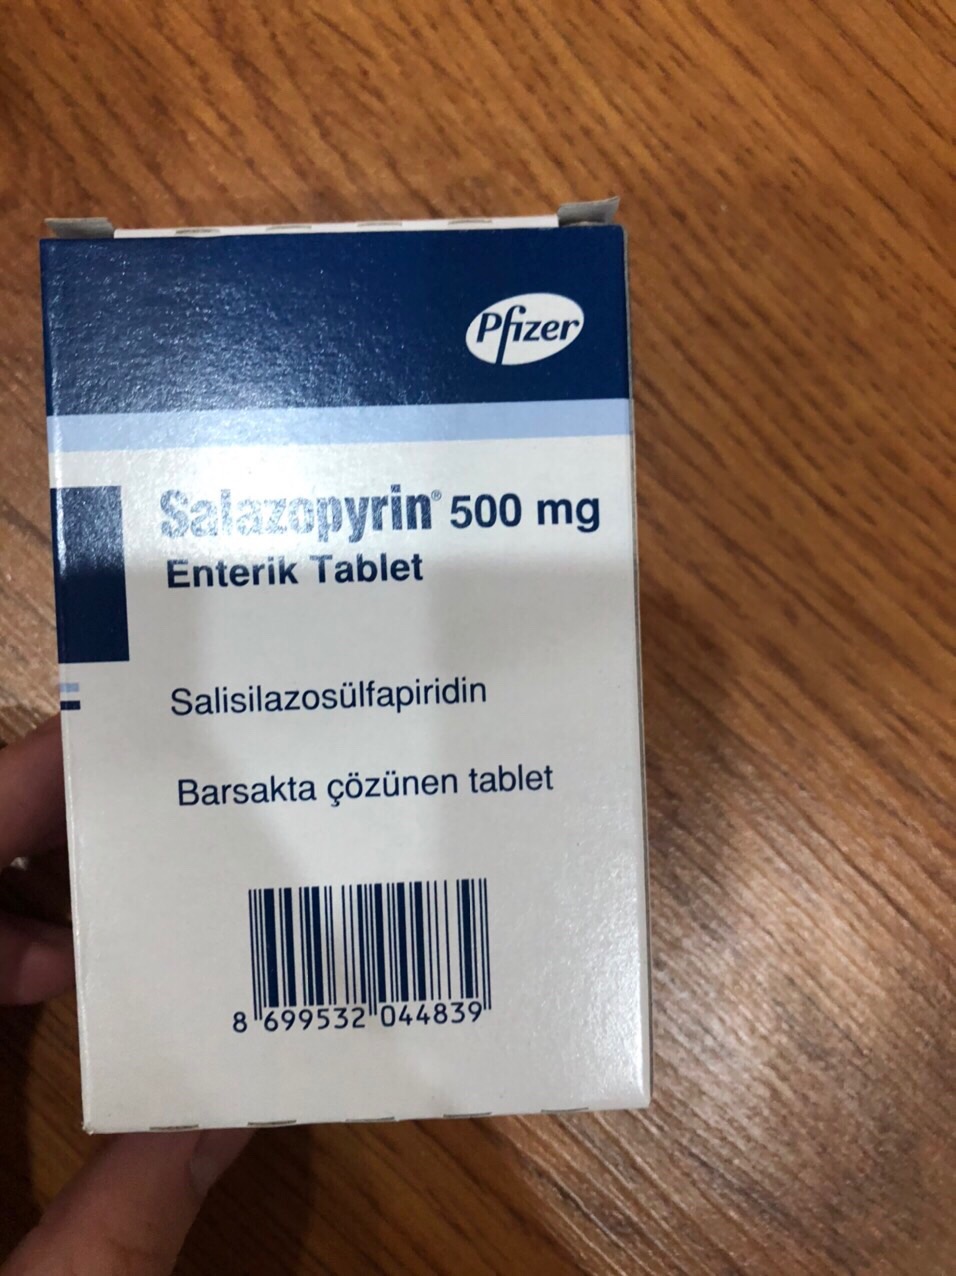 Pfizer
Salazopyrin® 500 mg
Enterik Tablet
Salisilazosülfapiridin
Barsakta çözünen tablet
8 699532 044839